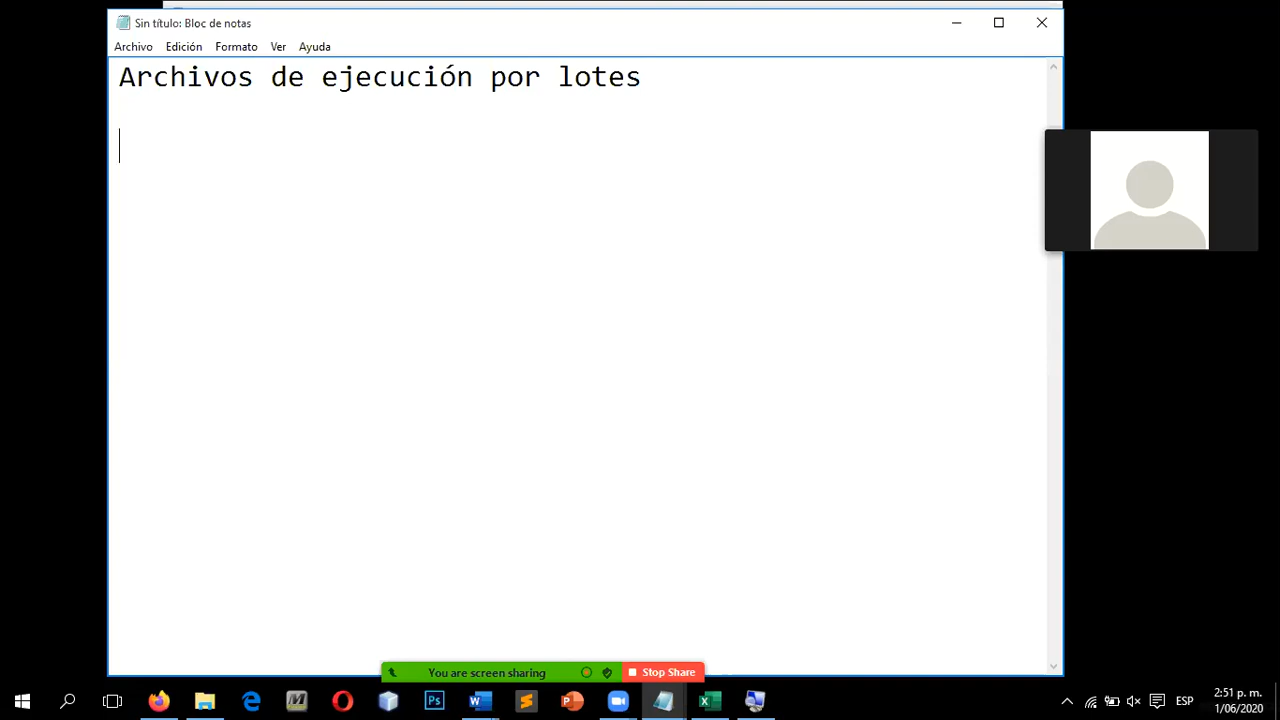 Sin título: Bloc de notas
Archivo Edición Formato Ver Ayuda
Archivos de ejecución por lotes
You are screen sharing Stop Share
Ps
ESP
2:51 p. m.
1/06/2020